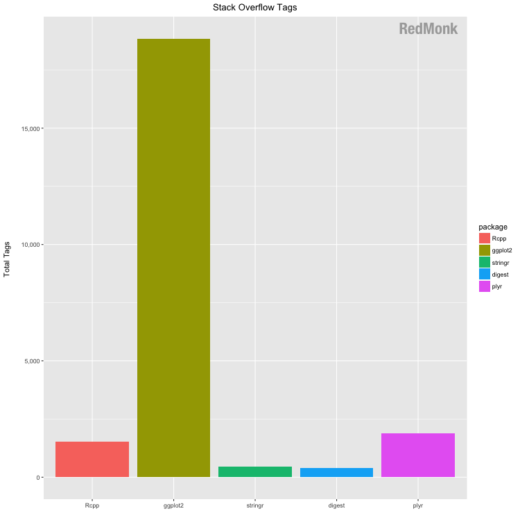 Stack Overflow Tags
RedMonk
Total Tags
15,000
10,000
5,000
0
Rcpp
ggplot2
stringr
digest
plyr
package
Rcpp
ggplot2
stringr
digest
plyr